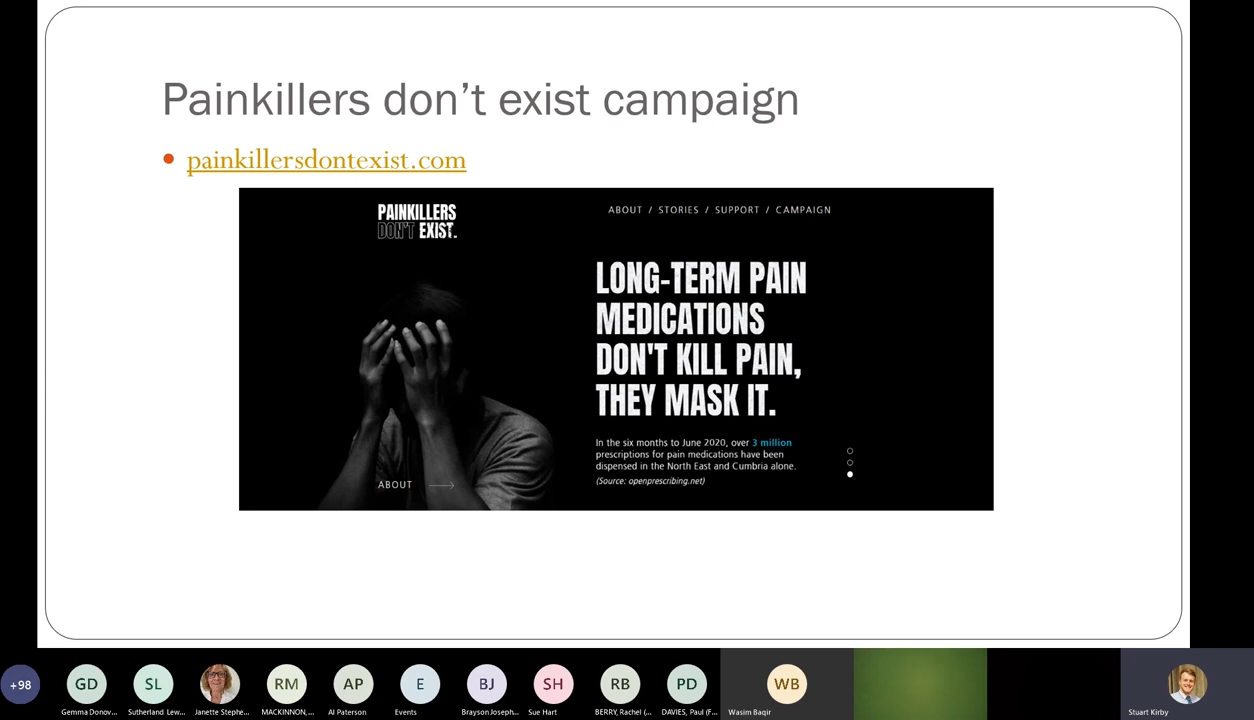 Painkillers don't exist campaign
painkillersdontexist.com
PAINKILLERS
DON'T EXIST.
ABOUT / STORIES / SUPPORT / CAMPAIGN
LONG-TERM PAIN
MEDICATIONS
DON'T KILL PAIN,
THEY MASK IT.
In the six months to June 2020, over 3 million
prescriptions for pain medications have been
dispensed in the North East and Cumbria alone.
(Source: openprescribing.net)
ABOUT
+98
GD
SL
RM
AP
E
BJ
SH
RB
PD
WB
Gemma Donov...
Sutherland Lew...
Janette Stephe...
MACKINNON,...
Al Paterson
Events
Brayson Joseph...
Sue Hart
BERRY, Rachel (...
DAVIES, Paul (F...
Wasim Baqir
Stuart Kirby